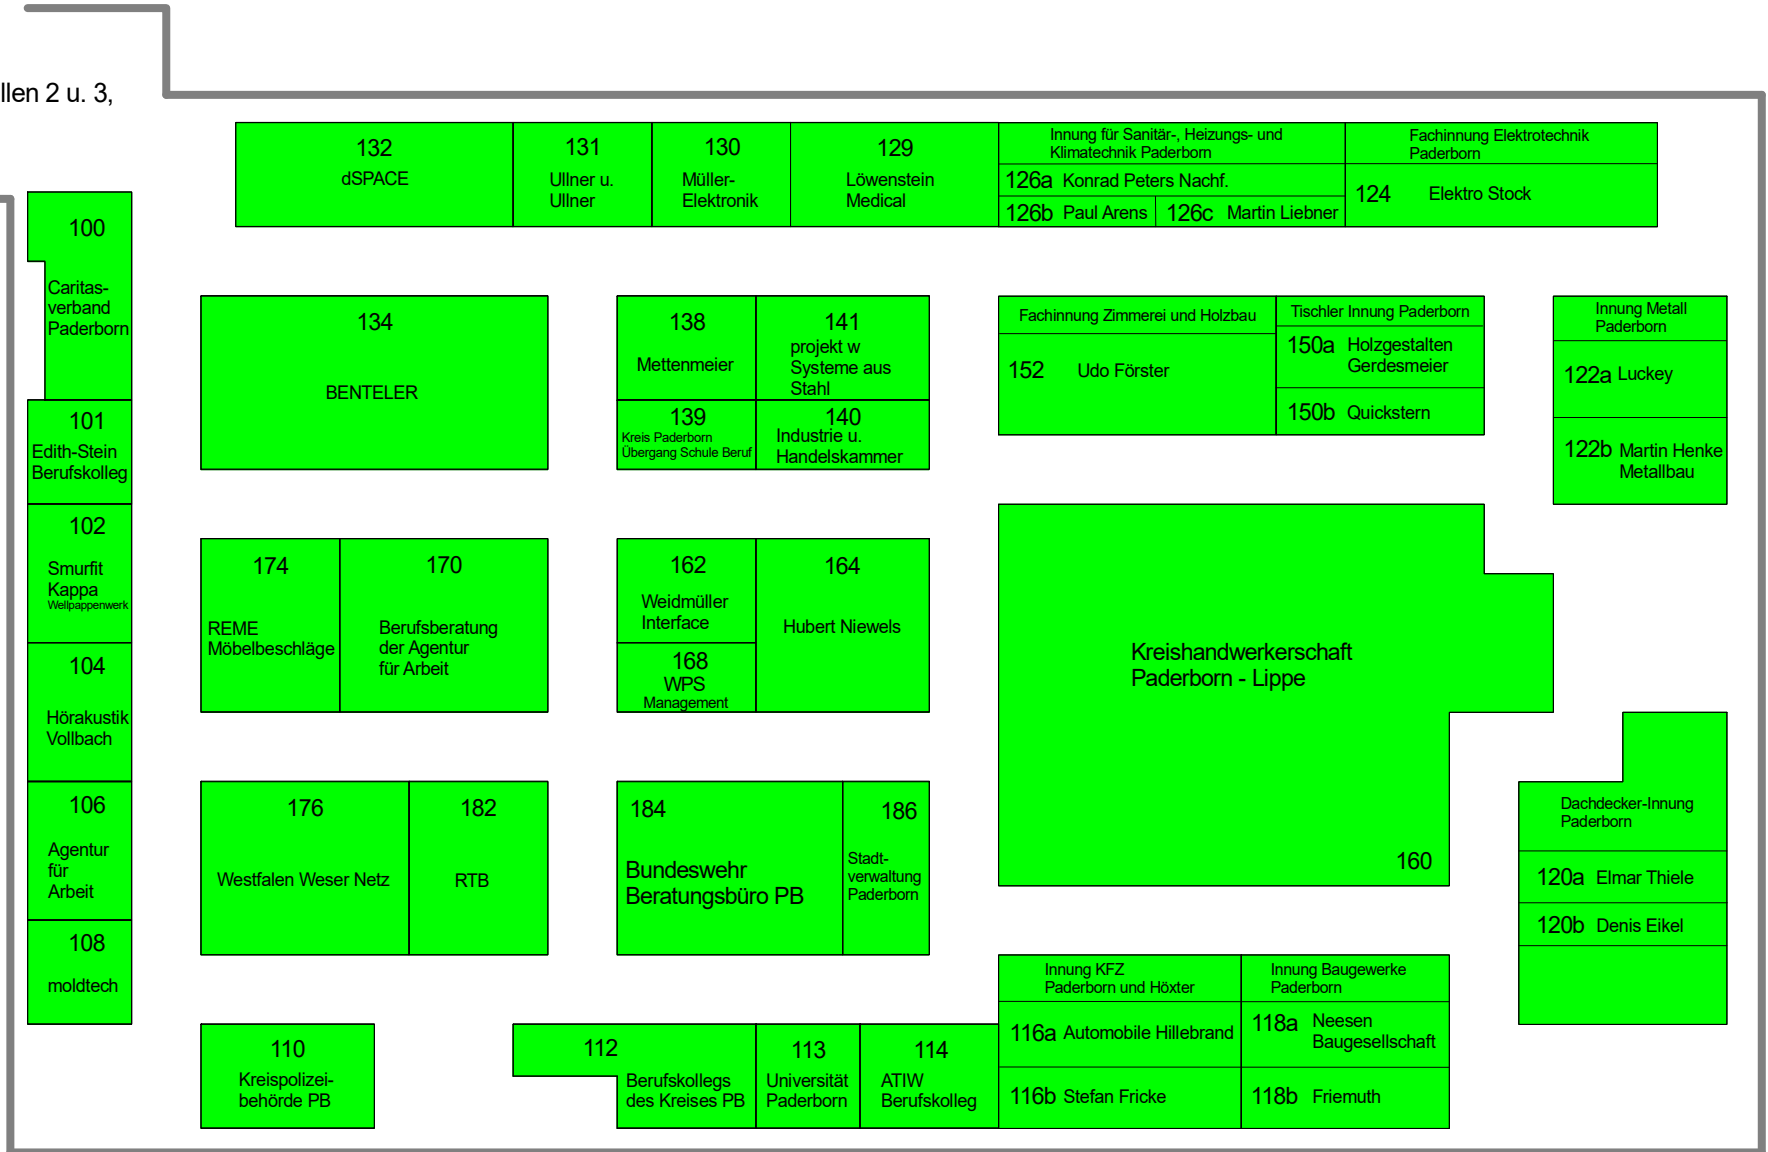 llen 2 u. 3,
132
dSPACE
131
Ullner u.
Ullner
130
Müller-
Elektronik
129
Löwenstein
Medical
Innung für Sanitär-, Heizungs- und
Klimatechnik Paderborn
126a Konrad Peters Nachf.
126b Paul Arens
126c Martin Liebner
Fachinnung Elektrotechnik
Paderborn
124 Elektro Stock
100
Caritas-
verband
Paderborn
101
Edith-Stein
Berufskolleg
102
Smurfit
Kappa
Wellpappenwerk
104
Hörakustik
Vollbach
106
Agentur
für
Arbeit
108
moldtech
134
BENTELER
138
Mettenmeier
141
projekt w
Systeme aus
Stahl
139
Kreis Paderborn
Übergang Schule Beruf
140
Industrie u.
Handelskammer
Fachinnung Zimmerei und Holzbau
152 Udo Förster
Tischler Innung Paderborn
150a Holzgestalten
Gerdesmeier
150b Quickstern
Innung Metall
Paderborn
122a Luckey
122b Martin Henke
Metallbau
174
REME
Möbelbeschläge
170
Berufsberatung
der Agentur
für Arbeit
162
Weidmüller
Interface
168
WPS
Management
164
Hubert Niewels
Kreishandwerkerschaft
Paderborn - Lippe
160
176
Westfalen Weser Netz
182
RTB
184
Bundeswehr
Beratungsbüro PB
186
Stadt-
verwaltung
Paderborn
Dachdecker-Innung
Paderborn
120a Elmar Thiele
120b Denis Eikel
110
Kreispolizei-
behörde PB
112
Berufskollegs
des Kreises PB
113
Universität
Paderborn
114
ATIW
Berufskolleg
Innung KFZ
Paderborn und Höxter
116a Automobile Hillebrand
116b Stefan Fricke
Innung Baugewerke
Paderborn
118a Neesen
Baugesellschaft
118b Friemuth